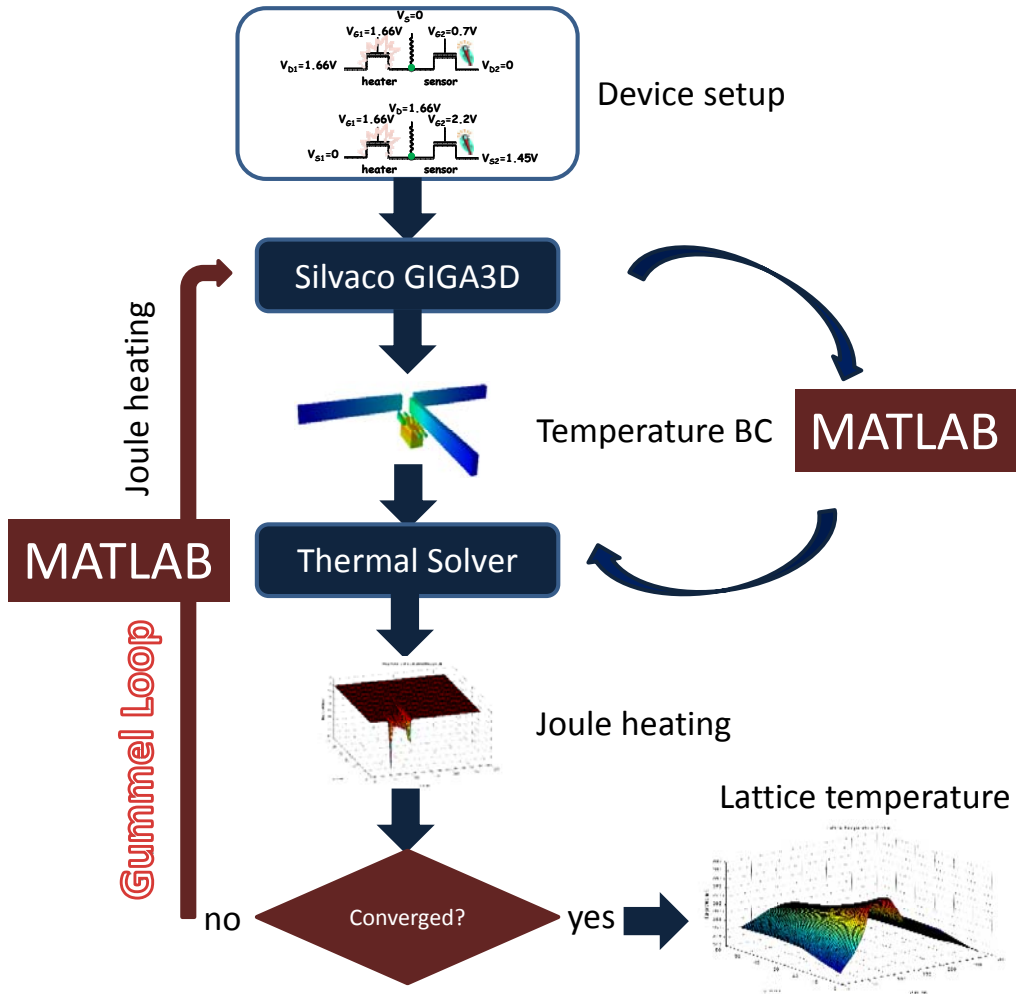 V_S=0
V_G1=1.66V
V_G2=0.7V
V_D1=1.66V
V_D2=0
heater
sensor
V_D=1.66V
V_G1=1.66V
V_G2=2.2V
V_S1=0
V_S2=1.45V
heater
sensor
Device setup
Silvaco GIGA3D
Joule heating
Temperature BC
MATLAB
MATLAB
Thermal Solver
Gummel Loop
Joule heating
Lattice temperature
Converged?
no
yes